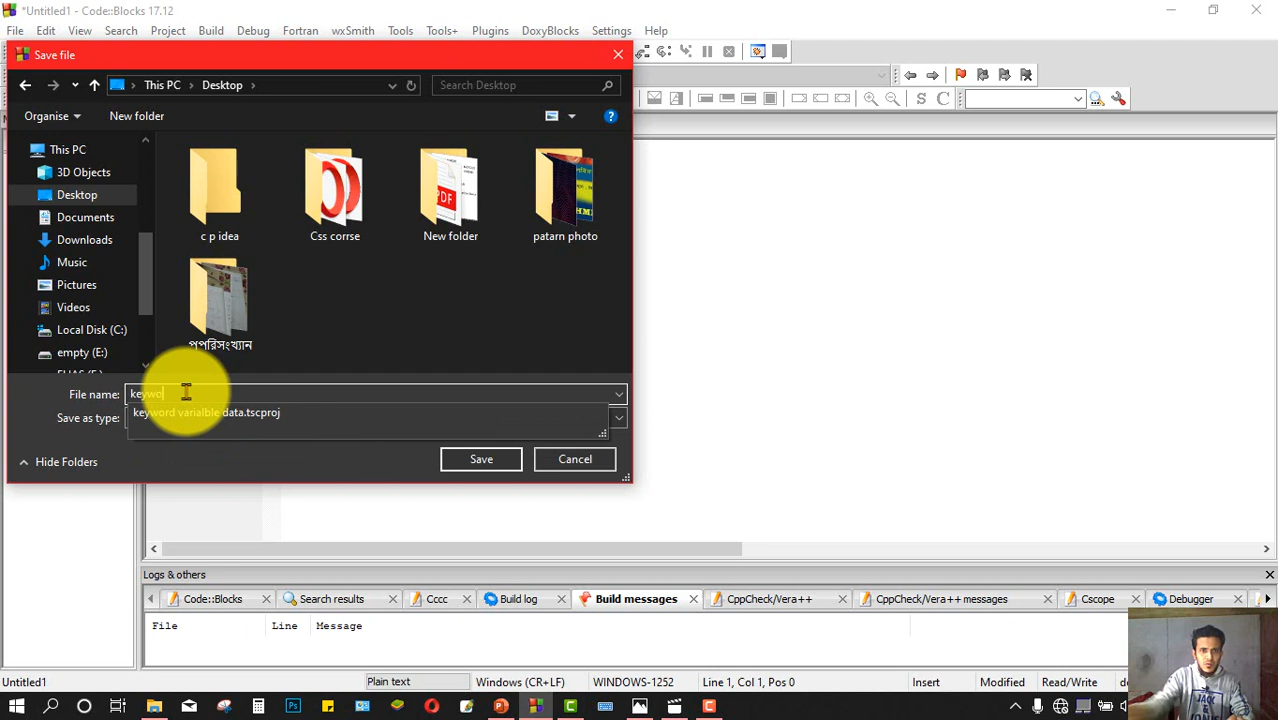 *Untitled1 - Code::Blocks 17.12
File Edit View Search Project Build Debug Fortran wxSmith Tools Tools+ Plugins DoxyBlocks Settings Help
Save file
This PC Desktop
Search Desktop
Organise New folder
This PC
3D Objects
Desktop
Documents
Downloads
Music
Pictures
Videos
Local Disk (C:)
empty (E:)
c p idea
Css corrse
New folder
patarn photo
PDF
S C
পপরিসংখ্যান
File name: keywo
keyword varialble data.tscproj
Save as type:
Hide Folders
Save
Cancel
Logs & others
Code::Blocks Search results Cccc Build log Build messages CppCheck/Vera++ CppCheck/Vera++ messages Cscope Debugger
File Line Message
Untitled1 Plain text Windows (CR+LF) WINDOWS-1252 Line 1, Col 1, Pos 0 Insert Modified Read/Write